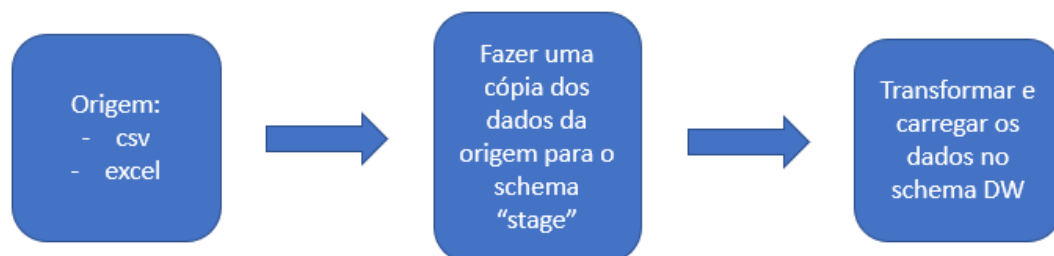 Origem:
- csv
- excel
Fazer uma
cópia dos
dados da
origem para o
schema
“stage”
Transformar e
carregar os
dados no
schema DW